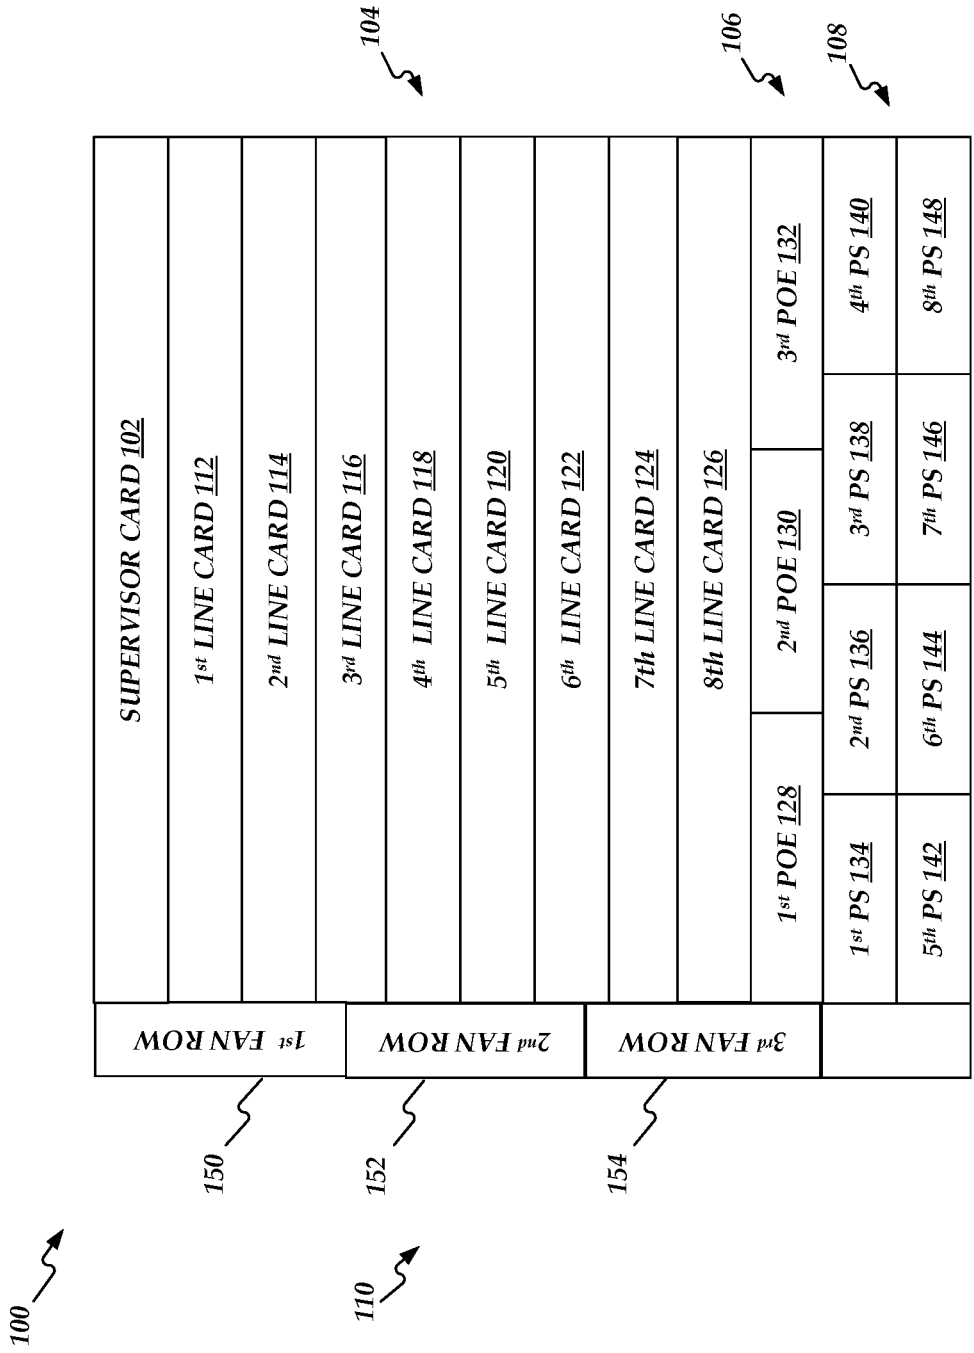 100
110
150
152
154
104
106
108
1st FAN ROW
2nd FAN ROW
3rd FAN ROW
SUPERVISOR CARD 102
1st LINE CARD 112
2nd LINE CARD 114
3rd LINE CARD 116
4th LINE CARD 118
5th LINE CARD 120
6th LINE CARD 122
7th LINE CARD 124
8th LINE CARD 126
1st POE 128
2nd POE 130
3rd POE 132
1st PS 134
2nd PS 136
3rd PS 138
4th PS 140
5th PS 142
6th PS 144
7th PS 146
8th PS 148